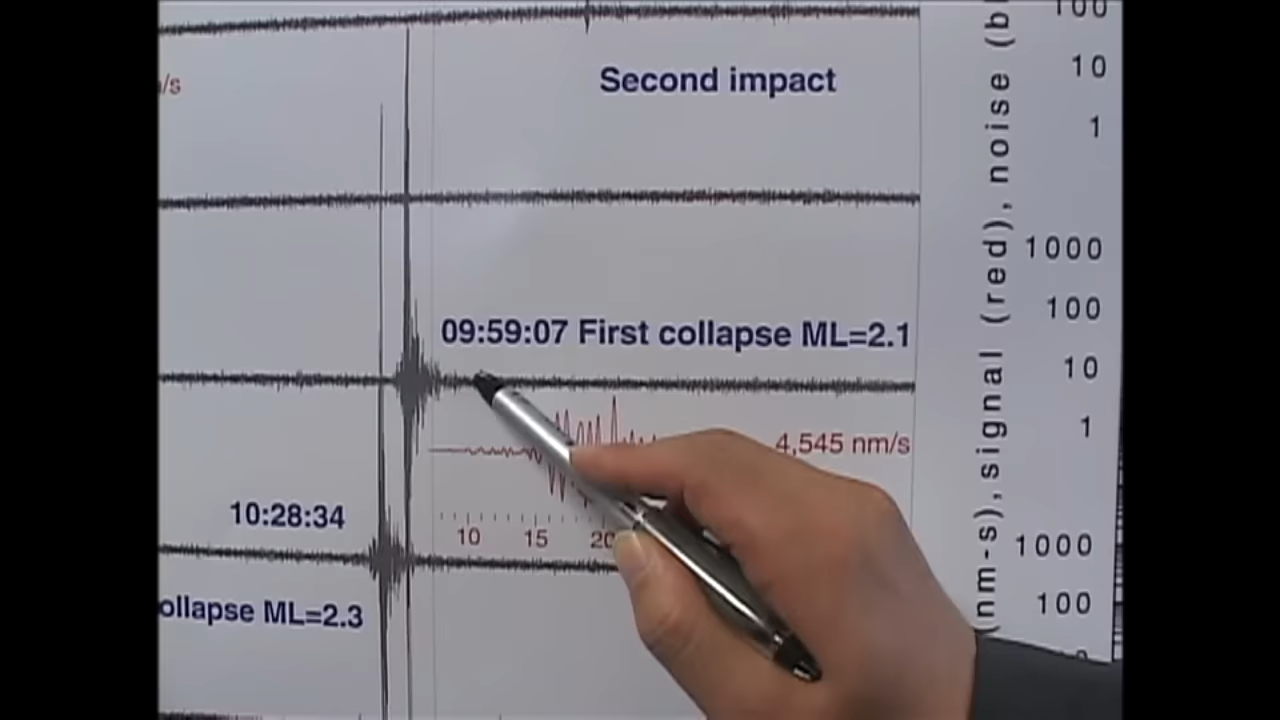 /s
Second impact
09:59:07 First collapse ML=2.1
4,545 nm/s
10 15 20
10:28:34
ollapse ML=2.3
(nm-s), signal (red), noise (b
100
10
1
1000
100
10
1
1000
100